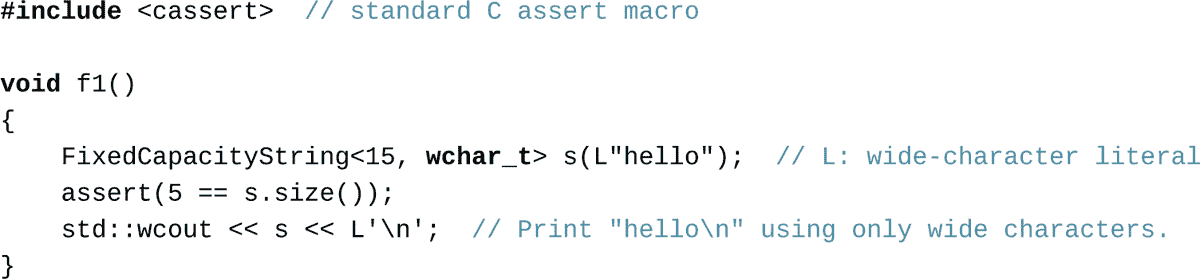 #include <cassert>  // standard C assert macro

void f1()
{
    FixedCapacityString<15, wchar_t> s(L"hello");  // L: wide-character literal
    assert(5 == s.size());
    std::wcout << s << L'\n';  // Print "hello\n" using only wide characters.
}